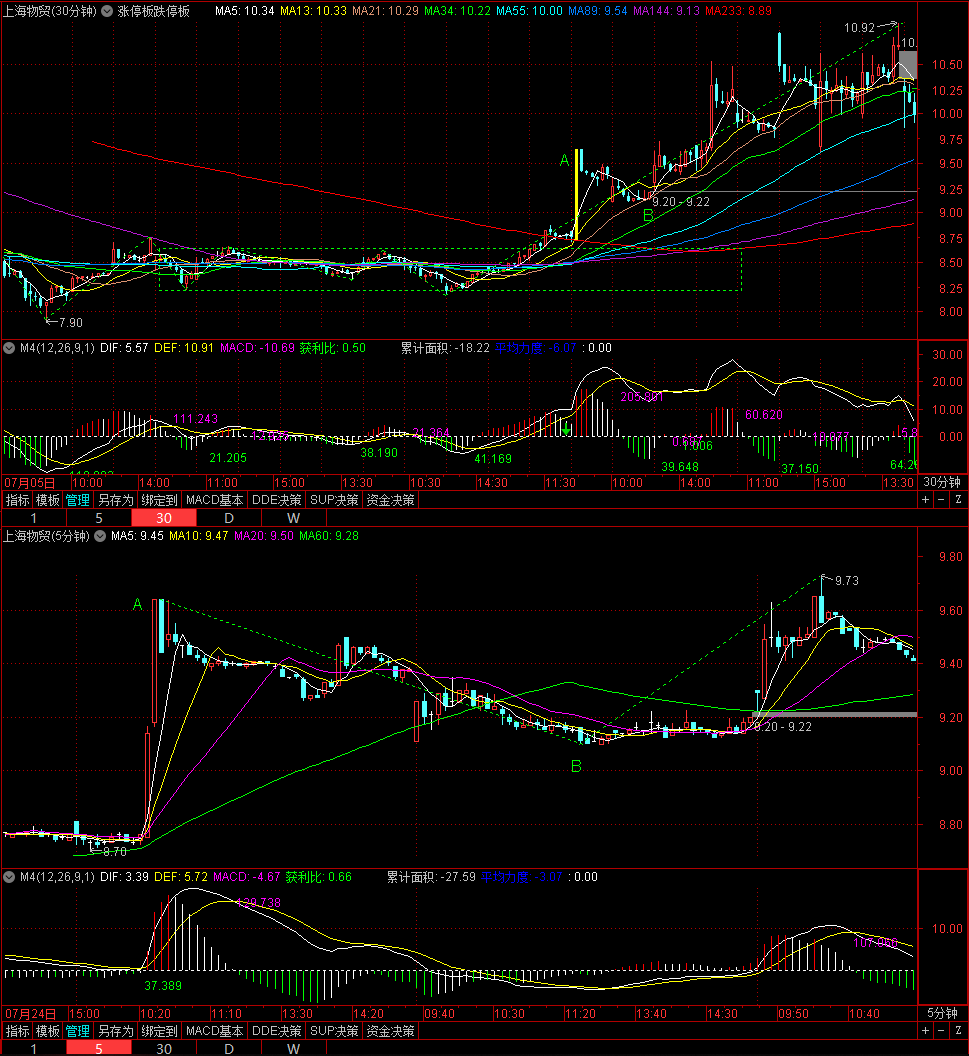 上海物贸(30分钟) 涨停板跌停板 MA5: 10.34 MA13: 10.33 MA21: 10.29 MA34: 10.22 MA55: 10.00 MA89: 9.54 MA144: 9.13 MA233: 8.89
10.92
10.
10.50
10.25
10.00
9.75
A
9.50
9.25
9.20 - 9.22
B
9.00
8.75
8.50
8.25
8.00
7.90
M4(12,26,9,1) DIF: 5.57 DEF: 10.91 MACD: -10.69 获利比: 0.50 累计面积: -18.22 平均力度: -6.07 : 0.00
30.00
20.00
10.00
0.00
205.801
60.620
111.243
21.364
21.205
38.190
41.169
39.648
37.150
64.2
07月05日 10:00 14:00 11:00 15:00 13:30 10:30 14:30 11:30 10:00 14:00 11:00 15:00 13:30 30分钟
指标 模板 管理 另存为 绑定到 MACD基本 DDE决策 SUP决策 资金决策 + - Z
1 5 30 D W
上海物贸(5分钟) MA5: 9.45 MA10: 9.47 MA20: 9.50 MA60: 9.28
9.80
9.73
A
9.60
9.40
9.20
9.20 - 9.22
B
9.00
8.80
8.70
M4(12,26,9,1) DIF: 3.39 DEF: 5.72 MACD: -4.67 获利比: 0.66 累计面积: -27.59 平均力度: -3.07 : 0.00
10.00
37.389
07月24日 15:00 10:20 11:10 13:30 14:20 09:40 10:30 11:20 13:40 14:30 09:50 10:40 5分钟
指标 模板 管理 另存为 绑定到 MACD基本 DDE决策 SUP决策 资金决策 + - Z
1 5 30 D W